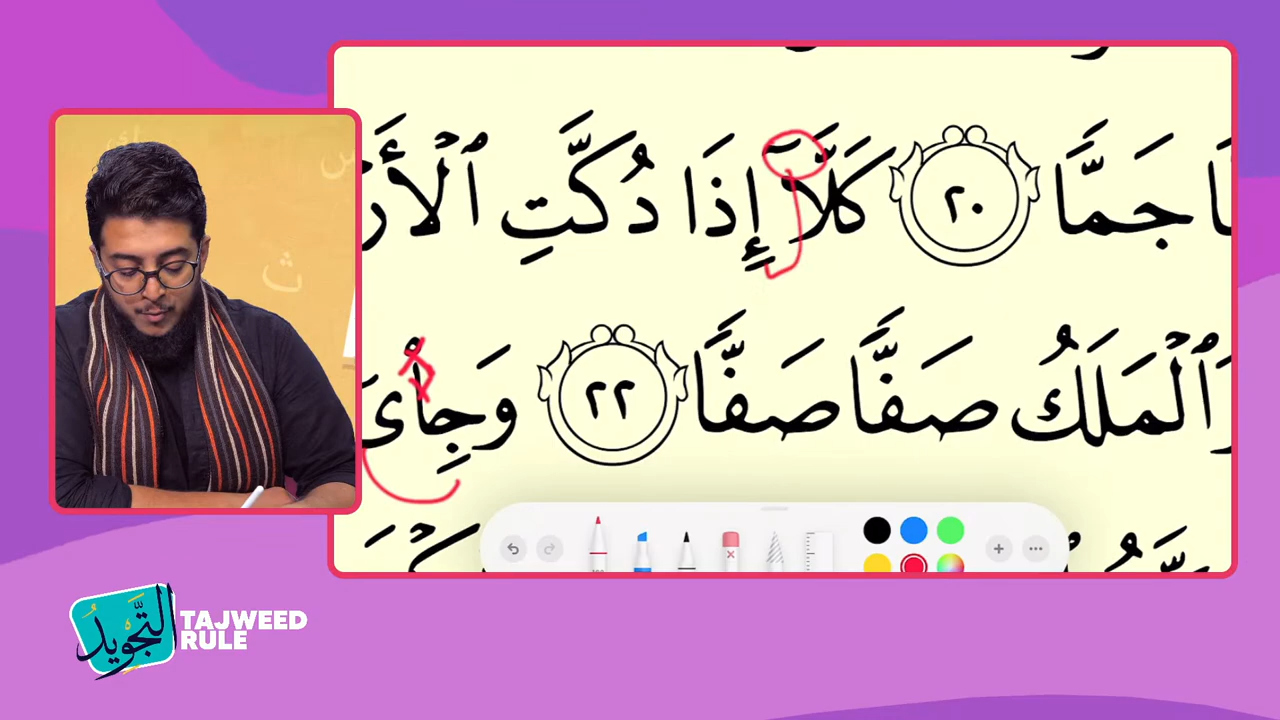 جَمًّا ٢٠ كَلَّآ إِذَا دُكَّتِ ٱلْأَرْ
وَٱلْمَلَكُ صَفًّا صَفًّا ٢٢ وَجِا۟ىٓ
التَّجْوِيدُ
TAJWEED
RULE
ث